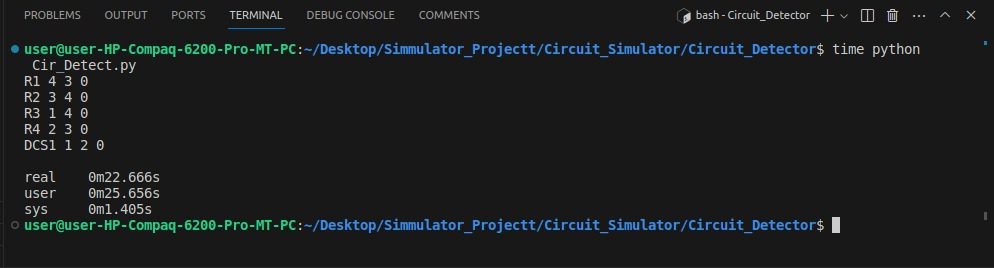 PROBLEMS OUTPUT PORTS TERMINAL DEBUG CONSOLE COMMENTS bash - Circuit_Detector
user@user-HP-Compaq-6200-Pro-MT-PC:~/Desktop/Simmulator_Projectt/Circuit_Simulator/Circuit_Detector$ time python
Cir_Detect.py
R1 4 3 0
R2 3 4 0
R3 1 4 0
R4 2 3 0
DCS1 1 2 0
real 0m22.666s
user 0m25.656s
sys 0m1.405s
user@user-HP-Compaq-6200-Pro-MT-PC:~/Desktop/Simmulator_Projectt/Circuit_Simulator/Circuit_Detector$